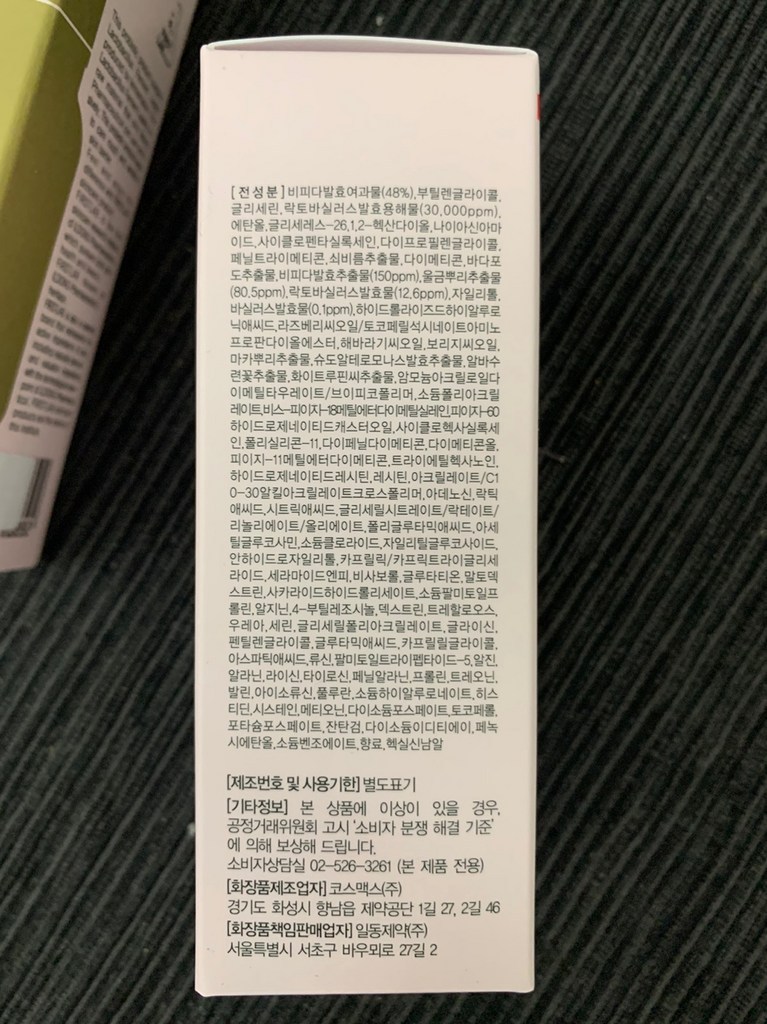 [전성분] 비피다발효여과물(48%),부틸렌글라이콜,
글리세린,락토바실러스발효용해물(30,000ppm),
에탄올,글리세레스-26,1,2-헥산다이올,나이아신아마
이드,사이클로펜타실록세인,다이프로필렌글라이콜,
페닐트라이메티콘,쇠비름추출물,다이메티콘,바다포
도추출물,비피다발효추출물(150ppm),울금뿌리추출물
(80.5ppm),락토바실러스발효물(12.6ppm),자일리톨,
바실러스발효물(0.1ppm),하이드롤라이즈드하이알루로
닉애씨드,라즈베리씨오일/토코페릴석시네이트아미노
프로판다이올에스터,해바라기씨오일,보리지씨오일,
마카뿌리추출물,슈도알테로모나스발효추출물,알바수
련꽃추출물,화이트루핀씨추출물,암모늄아크릴로일다
이메틸타우레이트/브이피코폴리머,소듐폴리아크릴
레이트,비스-피이지-18메틸에터다이메틸실레인,피이지-60
하이드로제네이티드캐스터오일,사이클로헥사실록세
인,폴리실리콘-11,다이페닐다이메티콘,다이메티콘올,
피이지-11메틸에터다이메티콘,트라이에틸헥사노인,
하이드로제네이티드레시틴,레시틴,아크릴레이트/C1
0-30알킬아크릴레이트크로스폴리머,아데노신,락틱
애씨드,시트릭애씨드,글리세릴시트레이트/락테이트/
리놀리에이트/올리에이트,폴리글루타믹애씨드,아세
틸글루코사민,소듐클로라이드,자일리틸글루코사이드,
안하이드로자일리톨,카프릴릭/카프릭트라이글리세
라이드,세라마이드엔피,비사보롤,글루타티온,말토덱
스트린,사카라이드하이드롤리세이트,소듐팔미토일프
롤린,알지닌,4-부틸레조시놀,덱스트린,트레할로오스,
우레아,세린,글리세릴폴리아크릴레이트,글라이신,
펜틸렌글라이콜,글루타믹애씨드,카프릴릴글라이콜,
아스파틱애씨드,류신,팔미토일트라이펩타이드-5,알진,
알라닌,라이신,타이로신,페닐알라닌,프롤린,트레오닌,
발린,아이소류신,풀루란,소듐하이알루로네이트,히스
티딘,시스테인,메티오닌,다이소듐포스페이트,토코페롤,
포타슘포스페이트,잔탄검,다이소듐이디티에이,페녹
시에탄올,소듐벤조에이트,향료,헥실신남알
[제조번호 및 사용기한] 별도표기
[기타정보] 본 상품에 이상이 있을 경우,
공정거래위원회 고시 '소비자 분쟁 해결 기준'
에 의해 보상해 드립니다.
소비자상담실 02-526-3261 (본 제품 전용)
[화장품제조업자] 코스맥스(주)
경기도 화성시 향남읍 제약공단 1길 27, 2길 46
[화장품책임판매업자] 일동제약(주)
서울특별시 서초구 바우뫼로 27길 2